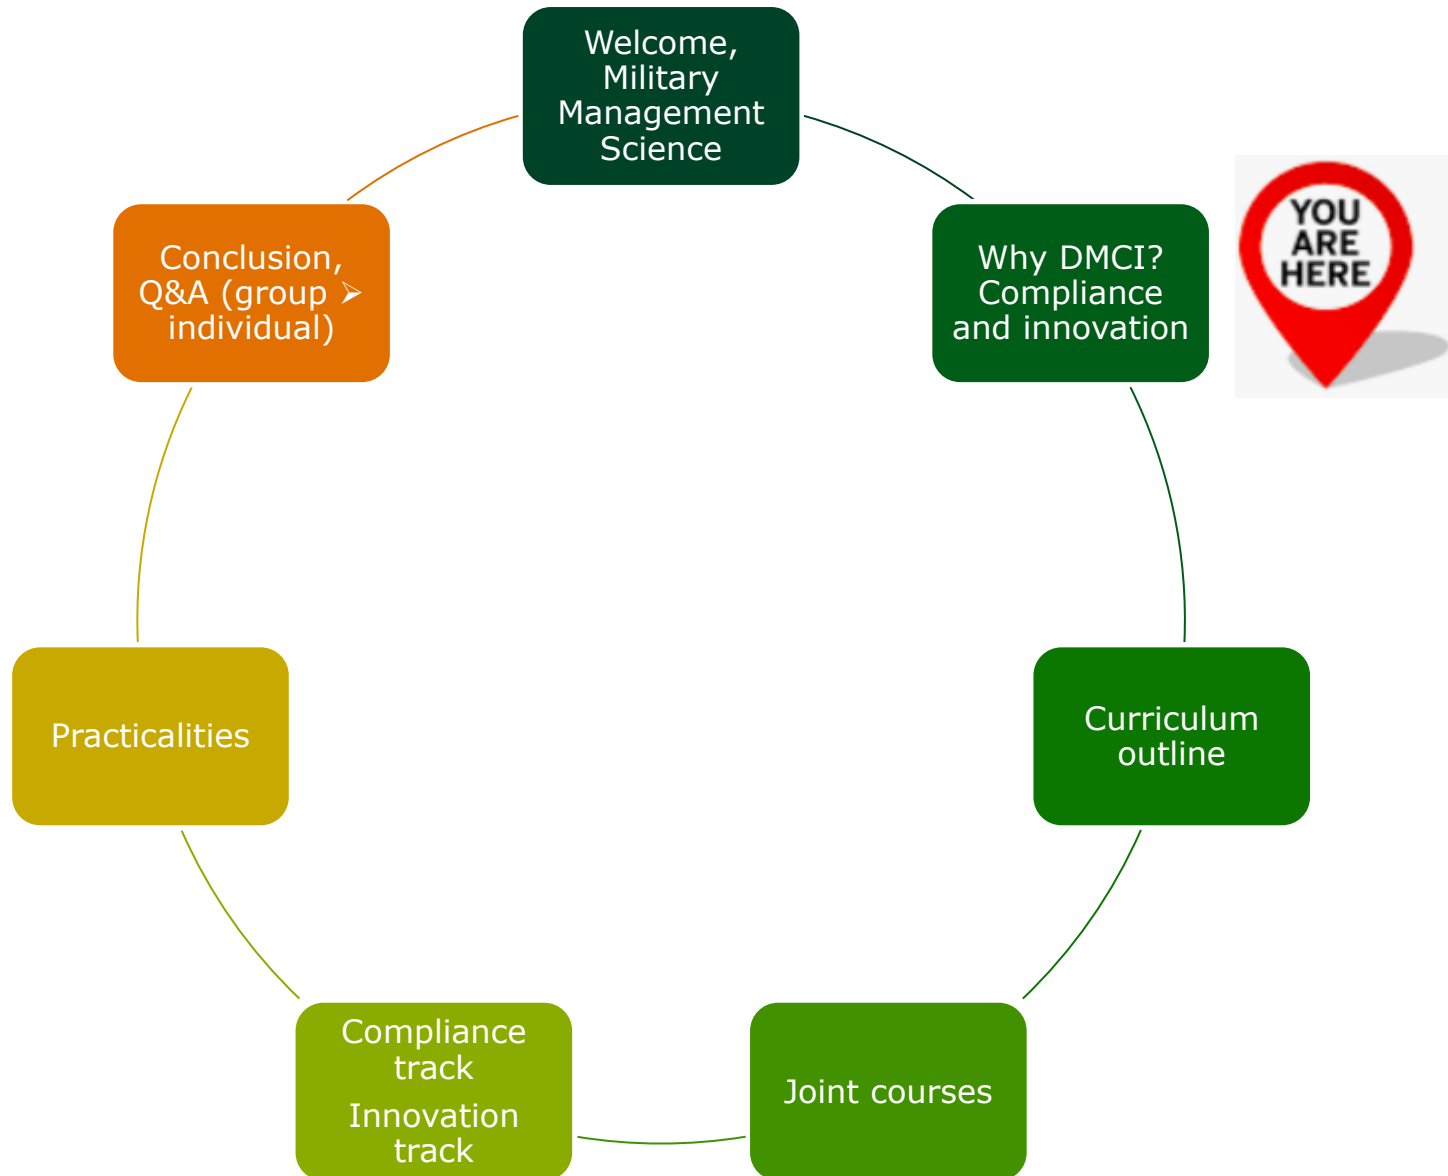 Welcome,
Military
Management
Science
Why DMCI?
Compliance
and innovation
YOU
ARE
HERE
Curriculum
outline
Joint courses
Compliance
track
Innovation
track
Practicalities
Conclusion,
Q&A (group ➢
individual)